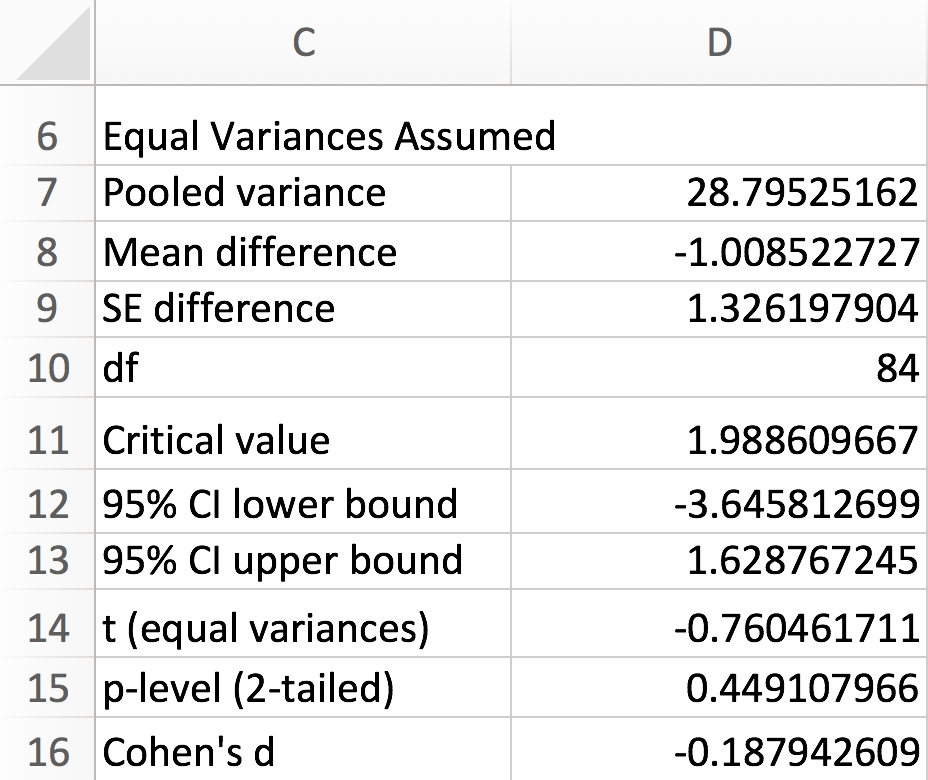 C D
6 Equal Variances Assumed
7 Pooled variance 28.79525162
8 Mean difference -1.008522727
9 SE difference 1.326197904
10 df 84
11 Critical value 1.988609667
12 95% CI lower bound -3.645812699
13 95% CI upper bound 1.628767245
14 t (equal variances) -0.760461711
15 p-level (2-tailed) 0.449107966
16 Cohen's d -0.187942609